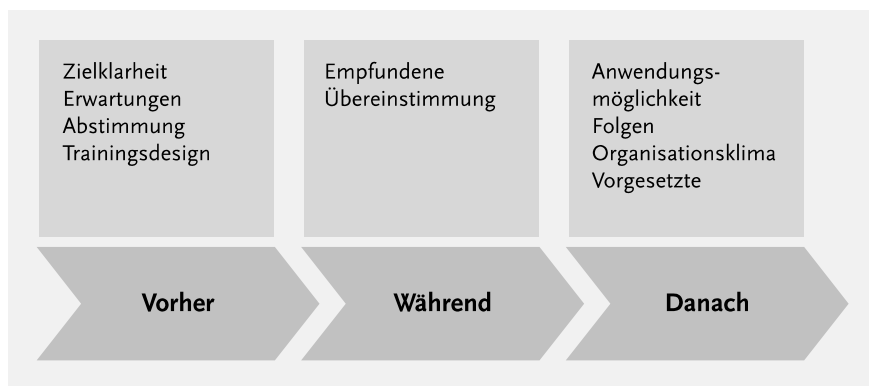 Zielklarheit
Erwartungen
Abstimmung
Trainingsdesign
Empfundene
Übereinstimmung
Anwendungs-
möglichkeit
Folgen
Organisationsklima
Vorgesetzte
Vorher
Während
Danach